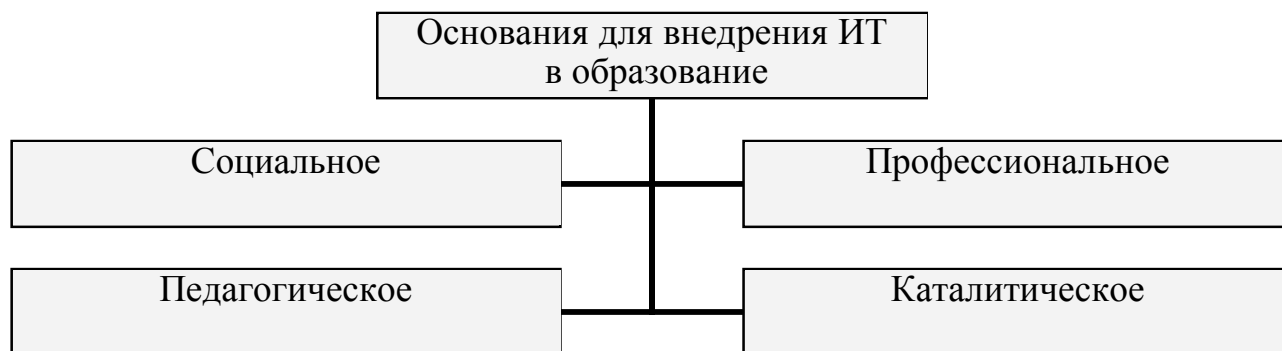 Основания для внедрения ИТ
в образование
Социальное
Профессиональное
Педагогическое
Каталитическое